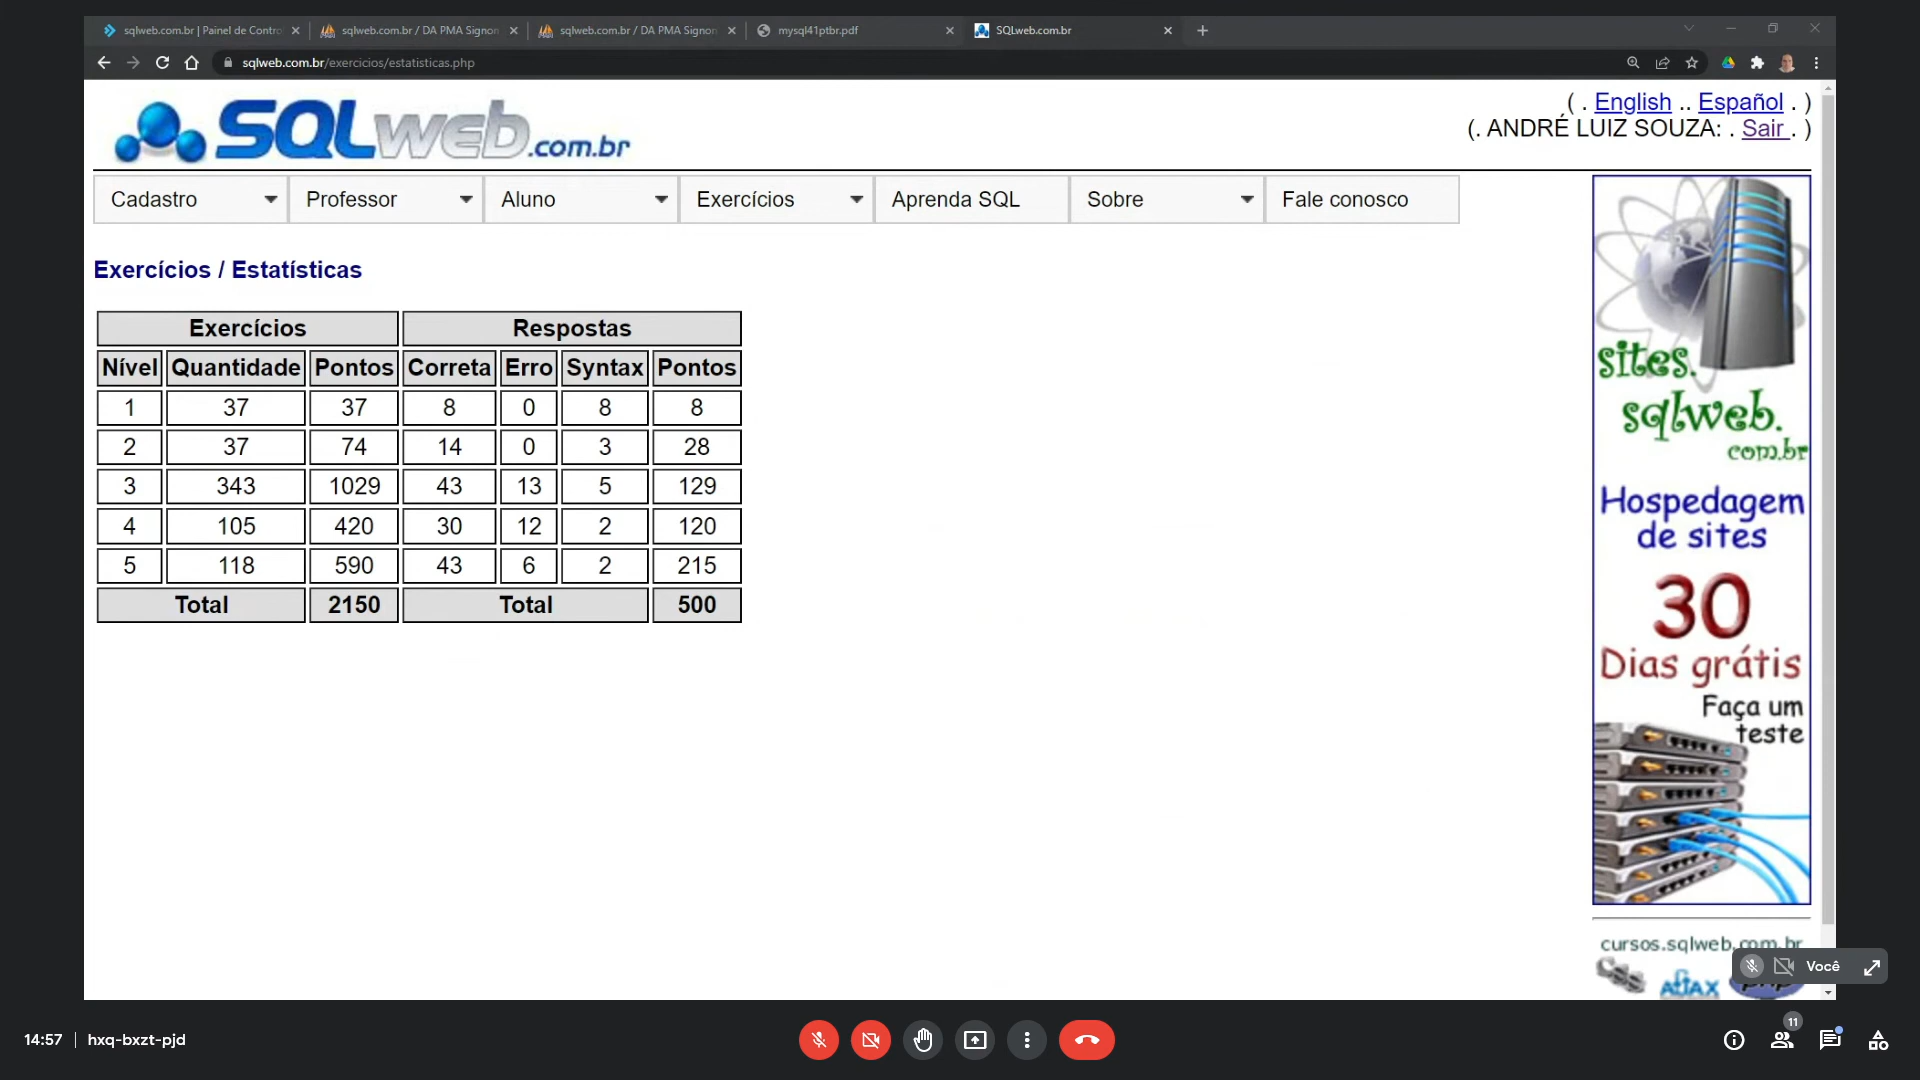 sqlweb.com.br | Painel de Contro
sqlweb.com.br / DA PMA Signon
sqlweb.com.br / DA PMA Signon
mysql41ptbr.pdf
SQLweb.com.br
sqlweb.com.br/exercicios/estatisticas.php
SQLweb.com.br
( . English .. Español . )
(. ANDRÉ LUIZ SOUZA: . Sair . )
Cadastro
Professor
Aluno
Exercícios
Aprenda SQL
Sobre
Fale conosco
Exercícios / Estatísticas
Exercícios Respostas
Nível Quantidade Pontos Correta Erro Syntax Pontos
1 37 37 8 0 8 8
2 37 74 14 0 3 28
3 343 1029 43 13 5 129
4 105 420 30 12 2 120
5 118 590 43 6 2 215
Total 2150 Total 500
sites.
sqlweb.
com.br
Hospedagem
de sites
30
Dias grátis
Faça um
teste
cursos.sqlweb.com.br
CSS
AJAX
php
Você
14:57 | hxq-bxzt-pjd
11